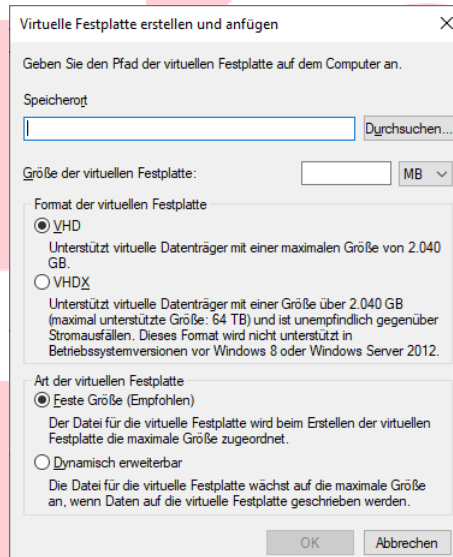 Virtuelle Festplatte erstellen und anfügen
Geben Sie den Pfad der virtuellen Festplatte auf dem Computer an.
Speicherort
Durchsuchen...
Größe der virtuellen Festplatte:
MB
Format der virtuellen Festplatte
VHD
Unterstützt virtuelle Datenträger mit einer maximalen Größe von 2.040
GB.
VHDX
Unterstützt virtuelle Datenträger mit einer Größe über 2.040 GB
(maximal unterstützte Größe: 64 TB) und ist unempfindlich gegenüber
Stromausfällen. Dieses Format wird nicht unterstützt in
Betriebssystemversionen vor Windows 8 oder Windows Server 2012.
Art der virtuellen Festplatte
Feste Größe (Empfohlen)
Der Datei für die virtuelle Festplatte wird beim Erstellen der virtuellen
Festplatte die maximale Größe zugeordnet.
Dynamisch erweiterbar
Die Datei für die virtuelle Festplatte wächst auf die maximale Größe
an, wenn Daten auf die virtuelle Festplatte geschrieben werden.
OK
Abbrechen